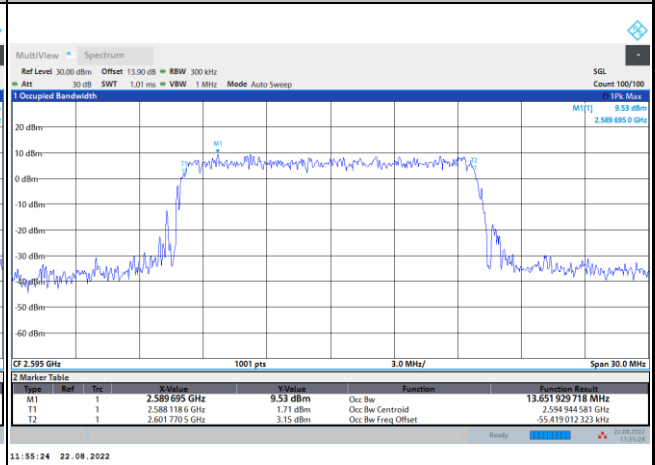 MultiView Spectrum
Ref Level 30.00 dBm Offset 13.90 dB RBW 300 kHz SGL
Att 30 dB SWT 1.01 ms VBW 1 MHz Mode Auto Sweep Count 100/100
1 Occupied Bandwidth 1Pk Max
M1[1] 9.53 dBm
2.589 695 0 GHz
20 dBm
M1
10 dBm
T1 T2
0 dBm
-10 dBm
-20 dBm
-30 dBm
-40 dBm
-50 dBm
-60 dBm
CF 2.595 GHz 1001 pts 3.0 MHz/ Span 30.0 MHz
2 Marker Table
Type Ref Trc X-Value Y-Value Function Function Result
M1 1 2.589 695 GHz 9.53 dBm Occ Bw 13.651 929 718 MHz
T1 1 2.588 118 6 GHz 1.71 dBm Occ Bw Centroid 2.594 944 581 GHz
T2 1 2.601 770 5 GHz 3.15 dBm Occ Bw Freq Offset -55.419 012 323 kHz
Ready 22.08.2022
11:55:24
11:55:24 22.08.2022